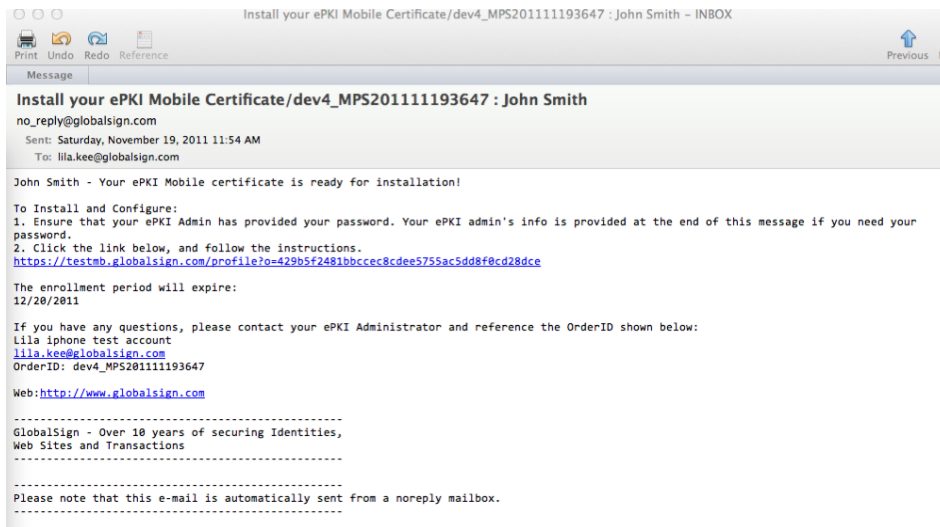 Install your ePKI Mobile Certificate/dev4_MPS201111193647 : John Smith – INBOX
Print Undo Redo Reference
Previous
Message
Install your ePKI Mobile Certificate/dev4_MPS201111193647 : John Smith
no_reply@globalsign.com
Sent: Saturday, November 19, 2011 11:54 AM
To: lila.kee@globalsign.com
John Smith - Your ePKI Mobile certificate is ready for installation!
To Install and Configure:
1. Ensure that your ePKI Admin has provided your password. Your ePKI admin's info is provided at the end of this message if you need your
password.
2. Click the link below, and follow the instructions.
https://testmb.globalsign.com/profile?o=429b5f2481bbccec8cdee5755ac5dd8f0cd28dce
The enrollment period will expire:
12/20/2011
If you have any questions, please contact your ePKI Administrator and reference the OrderID shown below:
Lila iphone test account
lila.kee@globalsign.com
OrderID: dev4_MPS201111193647
Web:http://www.globalsign.com
--------------------------------------------------
GlobalSign - Over 10 years of securing Identities,
Web Sites and Transactions
--------------------------------------------------
--------------------------------------------------
Please note that this e-mail is automatically sent from a noreply mailbox.
--------------------------------------------------